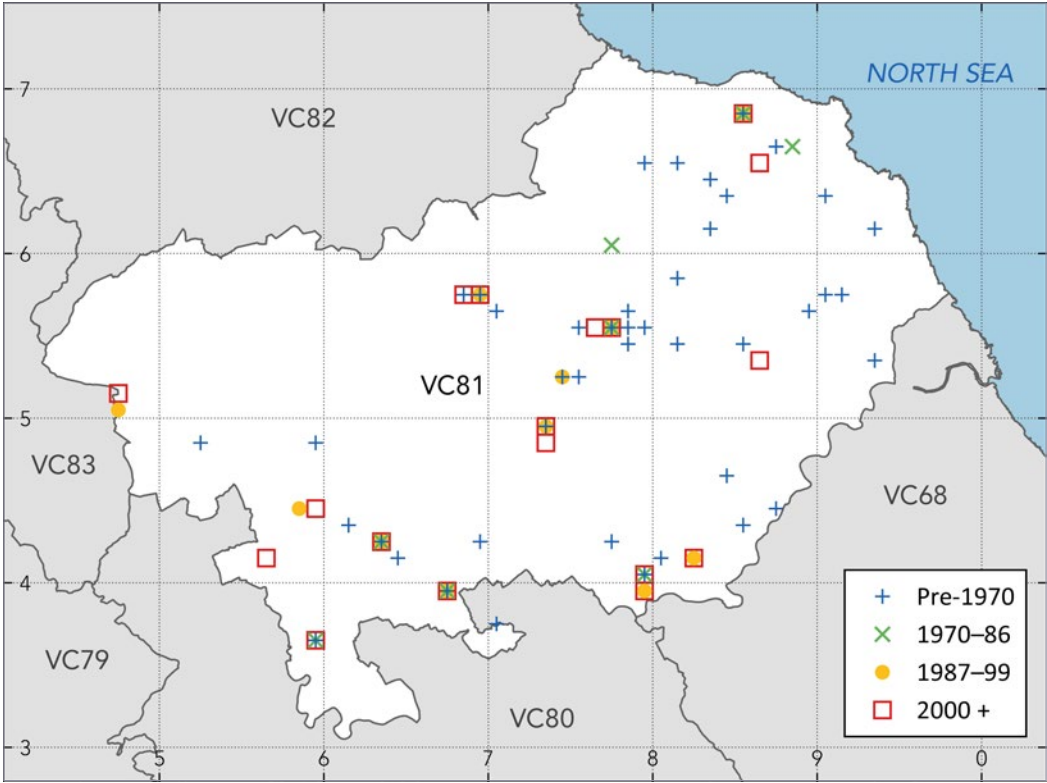 NORTH SEA
7
VC82
6
VC81
5
VC83
VC68
4
Pre-1970
1970–86
1987–99
2000 +
VC79
VC80
3
5 6 7 8 9 0